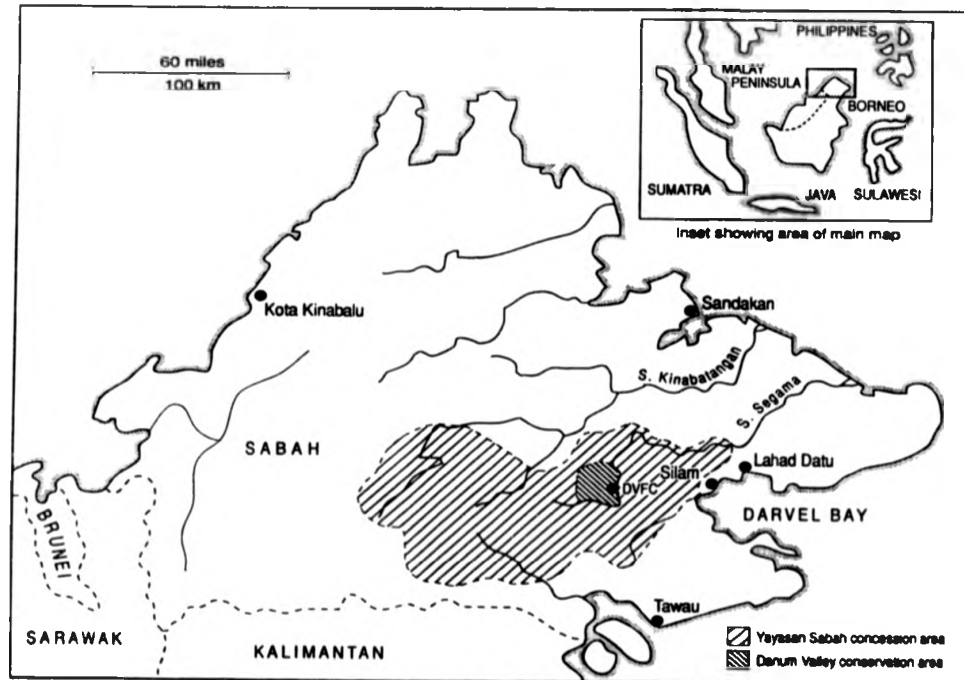 60 miles
100 km
PHILIPPINES
MALAY
PENINSULA
BORNEO
SUMATRA
JAVA
SULAWESI
Inset showing area of main map
Kota Kinabalu
Sandakan
S. Kinabatangan
S. Segama
SABAH
Lahad Datu
Silam
DVFC
DARVEL BAY
BRUNEI
Tawau
SARAWAK
KALIMANTAN
Yayasan Sabah concession area
Danum Valley conservation area